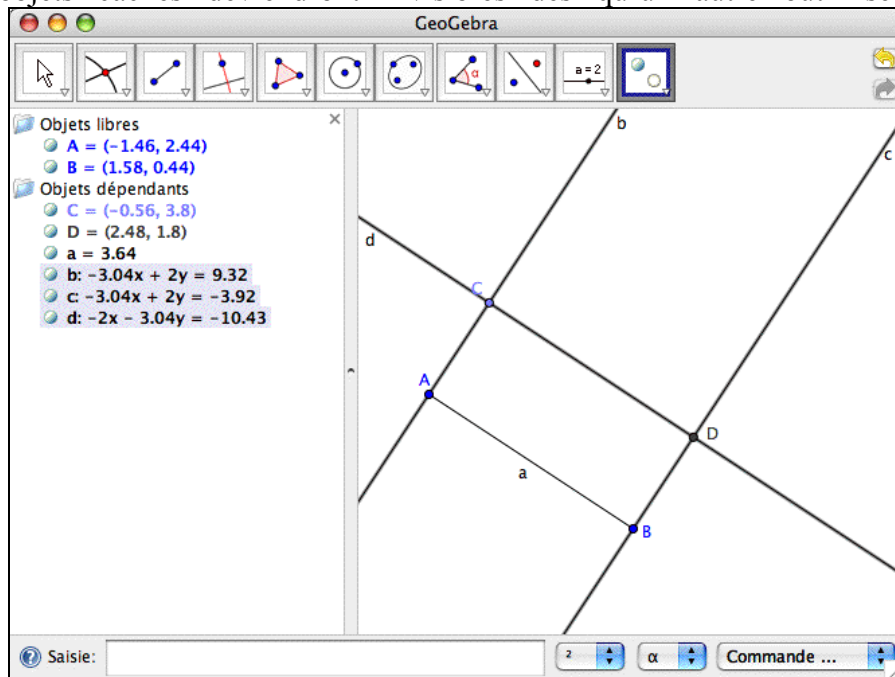 GeoGebra
a=2
Objets libres
A = (-1.46, 2.44)
B = (1.58, 0.44)
Objets dépendants
C = (-0.56, 3.8)
D = (2.48, 1.8)
a = 3.64
b: -3.04x + 2y = 9.32
c: -3.04x + 2y = -3.92
d: -2x - 3.04y = -10.43
b
c
d
C
A
D
a
B
Saisie:
²
α
Commande ...